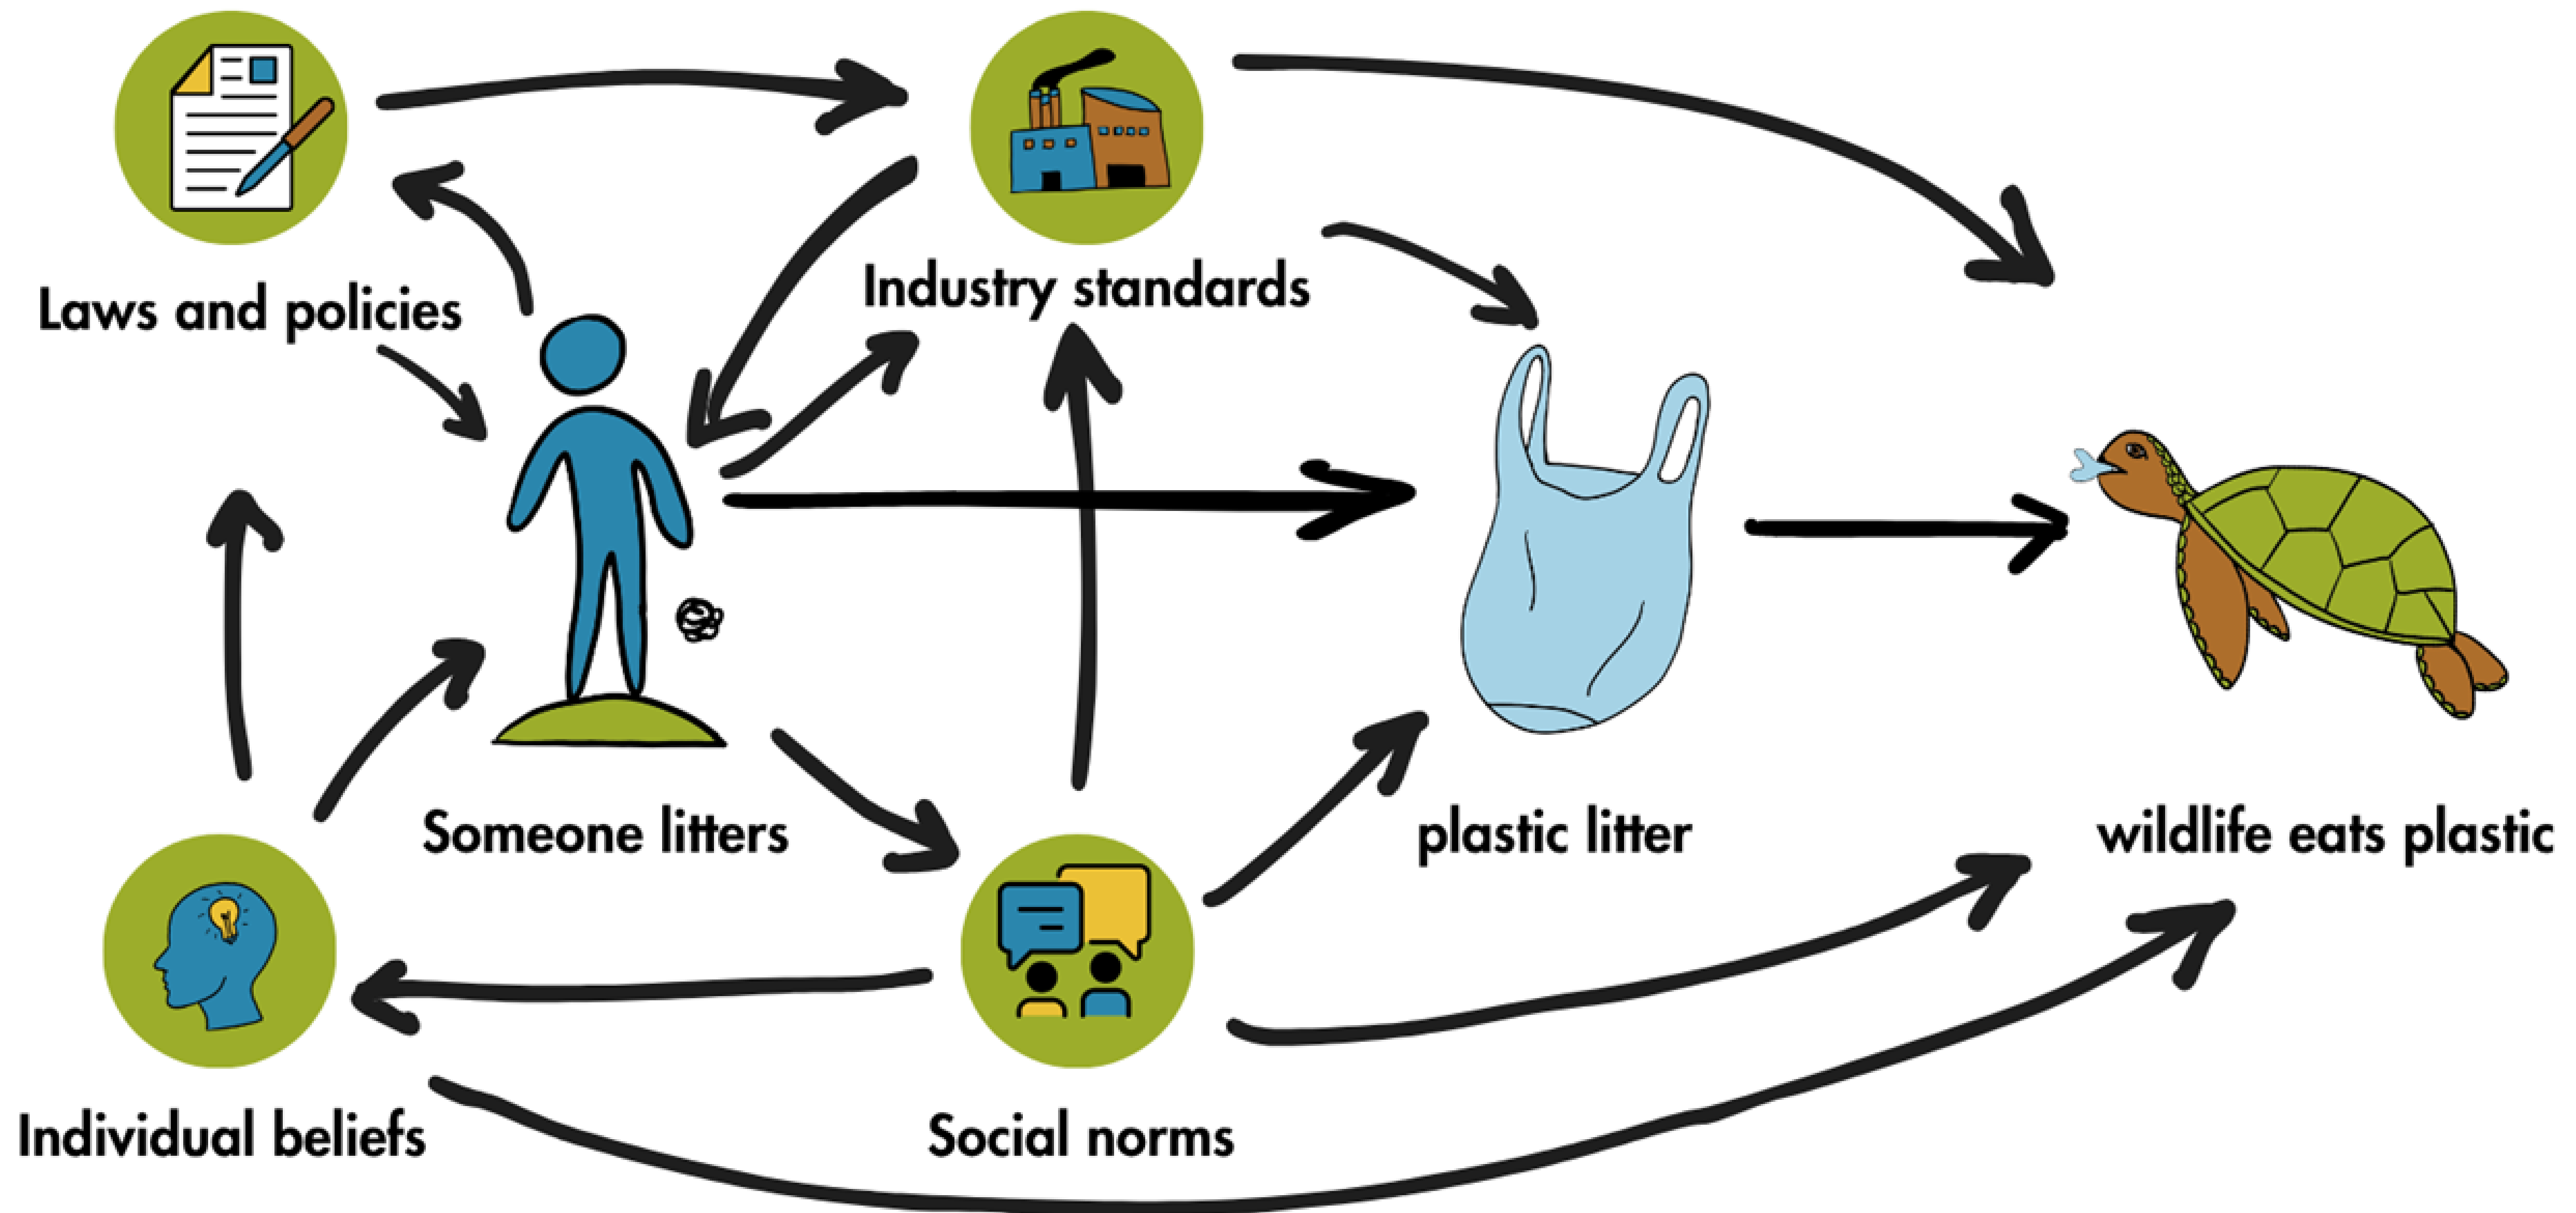 Laws and policies
Industry standards
Someone litters
plastic litter
wildlife eats plastic
Individual beliefs
Social norms